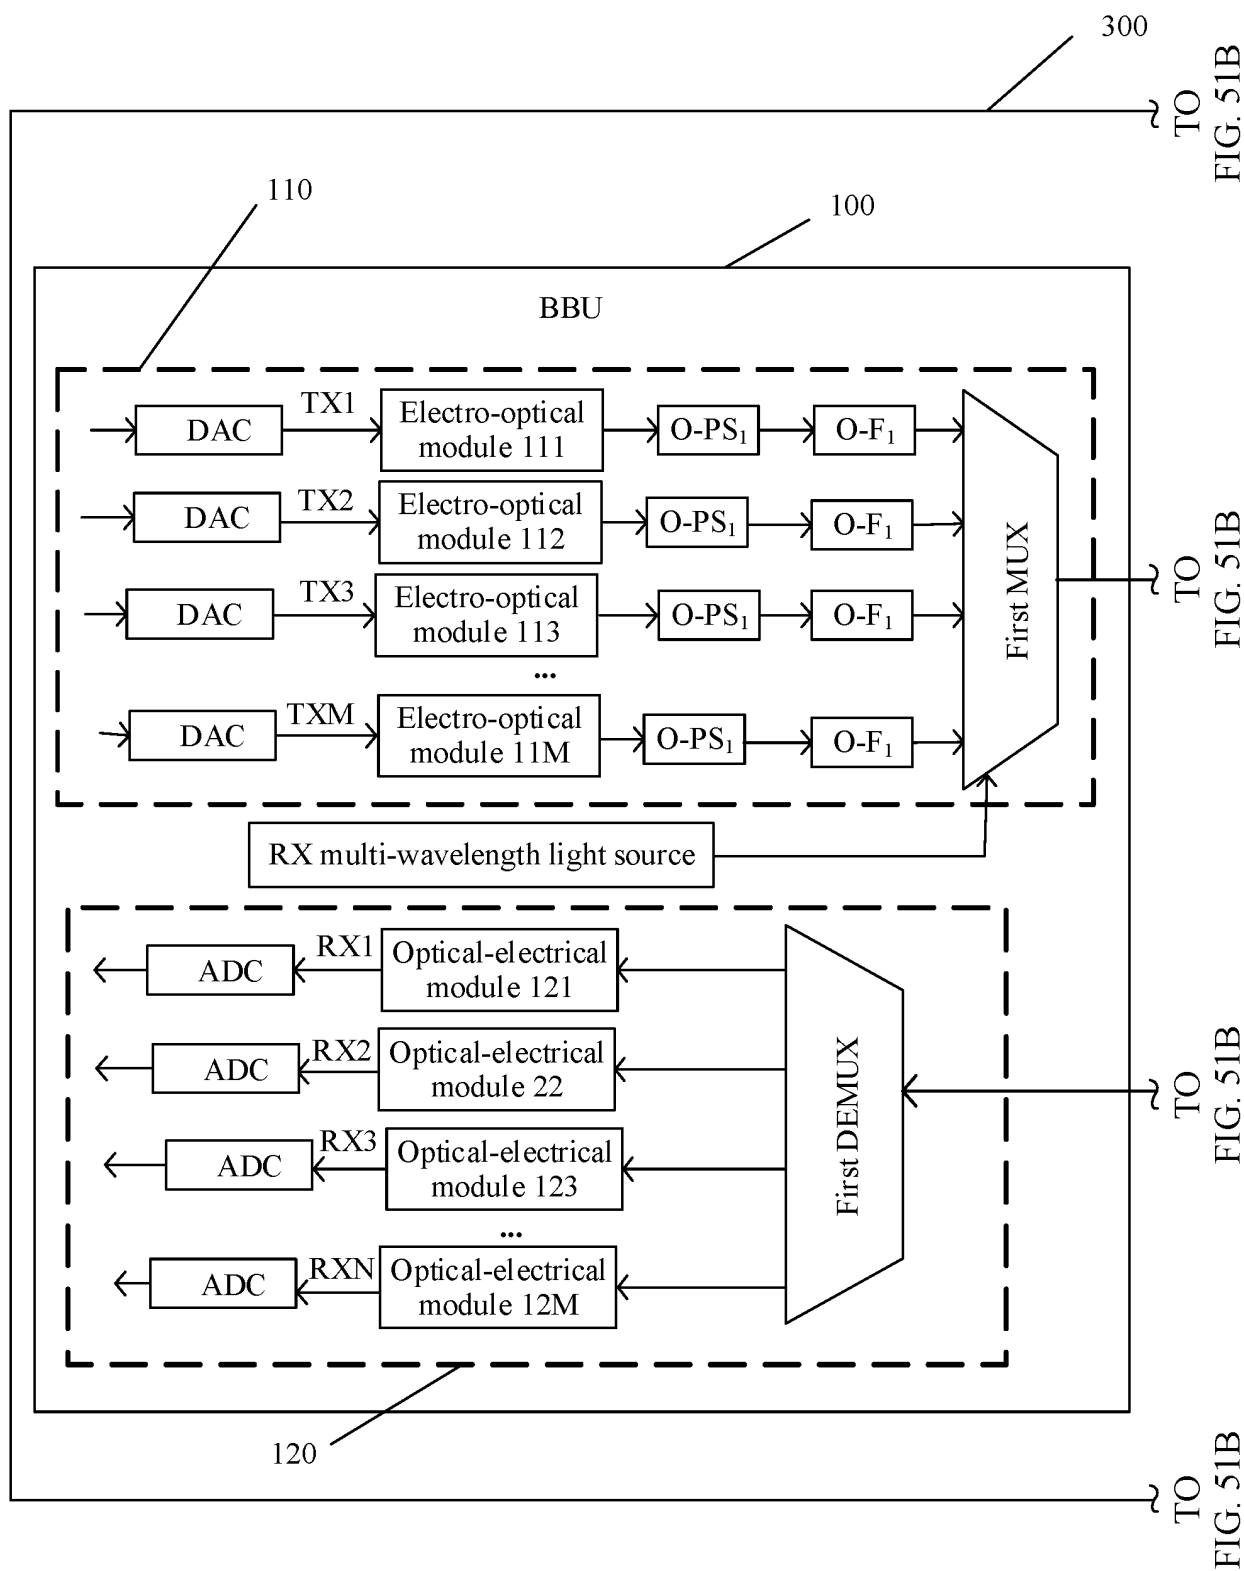 300
TO
FIG. 51B
110
100
BBU
DAC
TX1
Electro-optical
module 111
O-PS₁
O-F₁
DAC
TX2
Electro-optical
module 112
O-PS₁
O-F₁
DAC
TX3
Electro-optical
module 113
O-PS₁
O-F₁
...
DAC
TXM
Electro-optical
module 11M
O-PS₁
O-F₁
First MUX
TO
FIG. 51B
RX multi-wavelength light source
ADC
RX1
Optical-electrical
module 121
ADC
RX2
Optical-electrical
module 22
ADC
RX3
Optical-electrical
module 123
...
ADC
RXN
Optical-electrical
module 12M
First DEMUX
TO
FIG. 51B
120
TO
FIG. 51B